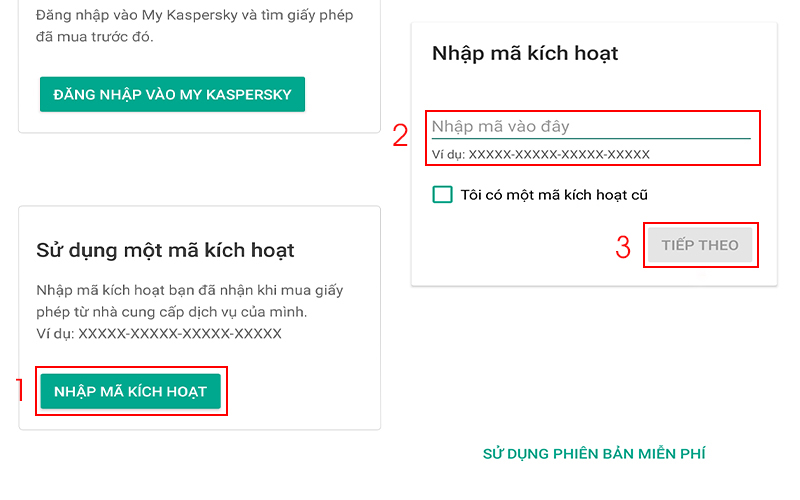 Đăng nhập vào My Kaspersky và tìm giấy phép
đã mua trước đó.
ĐĂNG NHẬP VÀO MY KASPERSKY
Sử dụng một mã kích hoạt
Nhập mã kích hoạt bạn đã nhận khi mua giấy
phép từ nhà cung cấp dịch vụ của mình.
Ví dụ: XXXXX-XXXXX-XXXXX-XXXXX
1
NHẬP MÃ KÍCH HOẠT
Nhập mã kích hoạt
2
Nhập mã vào đây
Ví dụ: XXXXX-XXXXX-XXXXX-XXXXX
Tôi có một mã kích hoạt cũ
3
TIẾP THEO
SỬ DỤNG PHIÊN BẢN MIỄN PHÍ